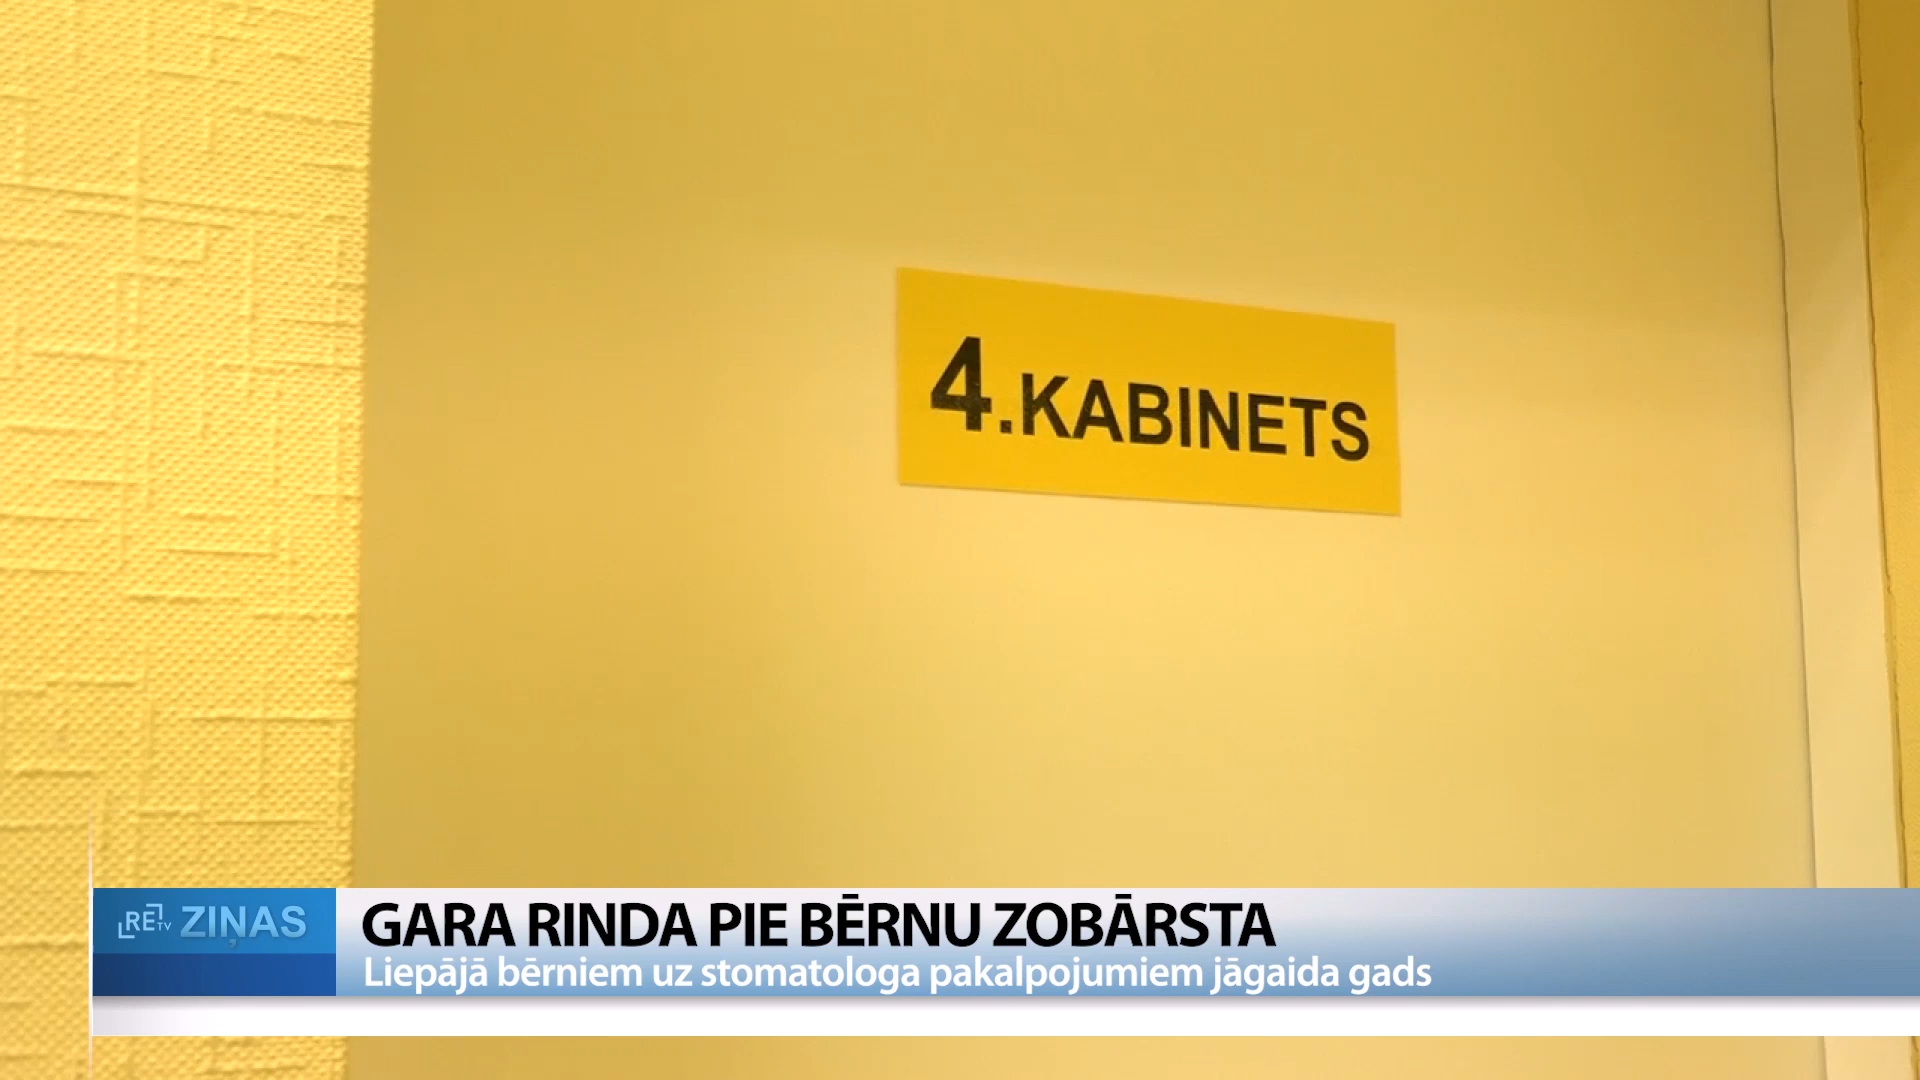 4.KABINETS
RE TV ZIŅAS
GARA RINDA PIE BĒRNU ZOBĀRSTA
Liepājā bērniem uz stomatologa pakalpojumiem jāgaida gads